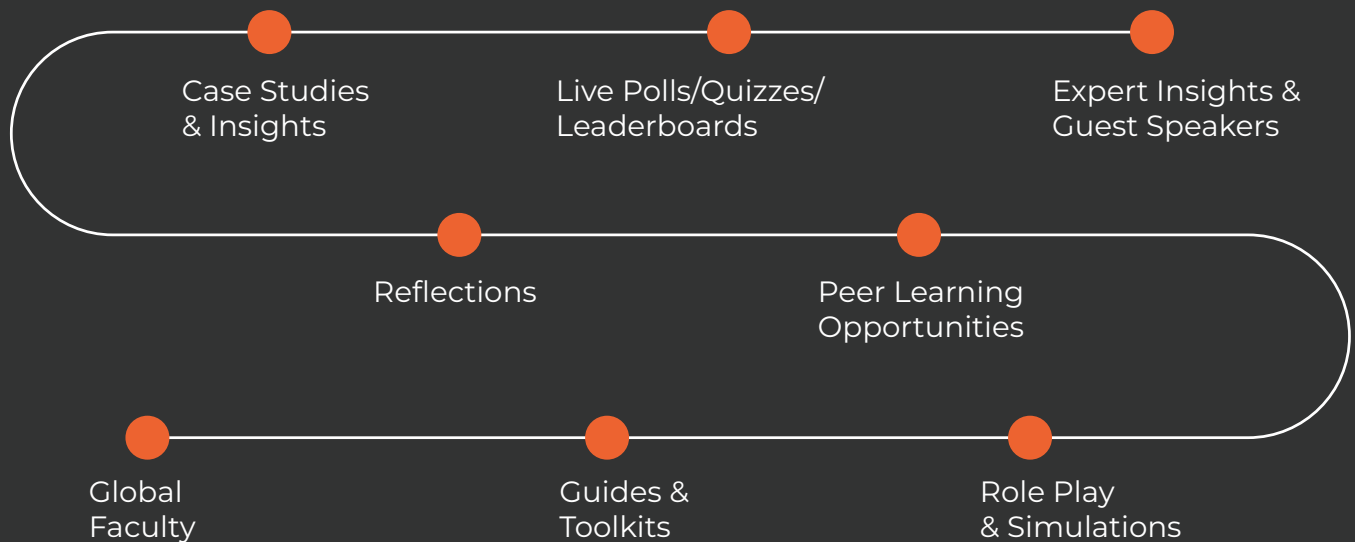 Case Studies
& Insights
Live Polls/Quizzes/
Leaderboards
Expert Insights &
Guest Speakers
Reflections
Peer Learning
Opportunities
Global
Faculty
Guides &
Toolkits
Role Play
& Simulations